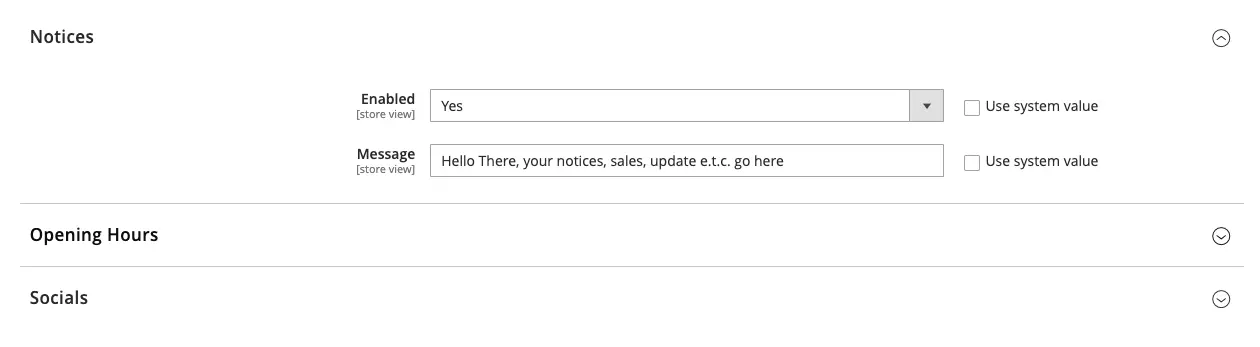 Notices
Enabled
[store view]
Yes
Use system value
Message
[store view]
Hello There, your notices, sales, update e.t.c. go here
Use system value
Opening Hours
Socials